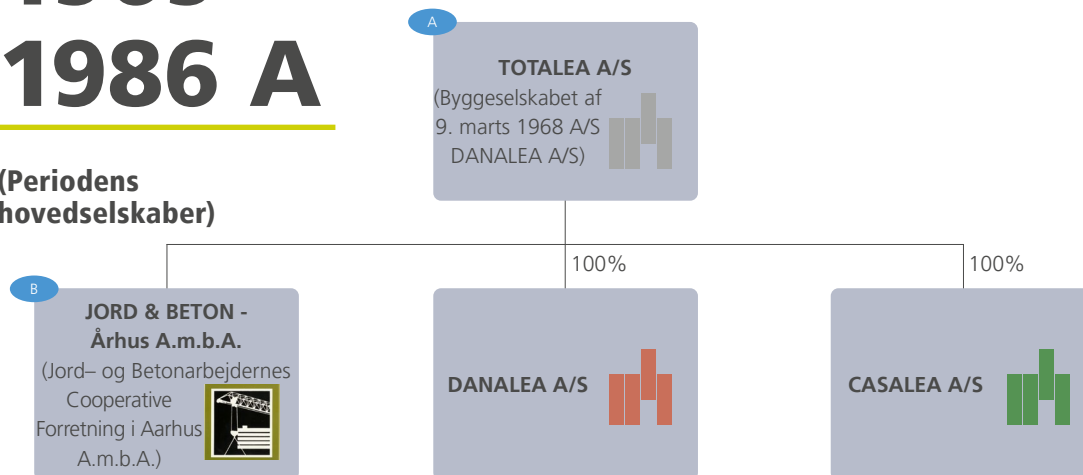 1986 A
(Periodens
hovedselskaber)
A
TOTALEA A/S
(Byggeselskabet af
9. marts 1968 A/S
DANALEA A/S)
100%
100%
B
JORD & BETON -
Århus A.m.b.A.
(Jord– og Betonarbejdernes
Cooperative
Forretning i Aarhus
A.m.b.A.)
DANALEA A/S
CASALEA A/S